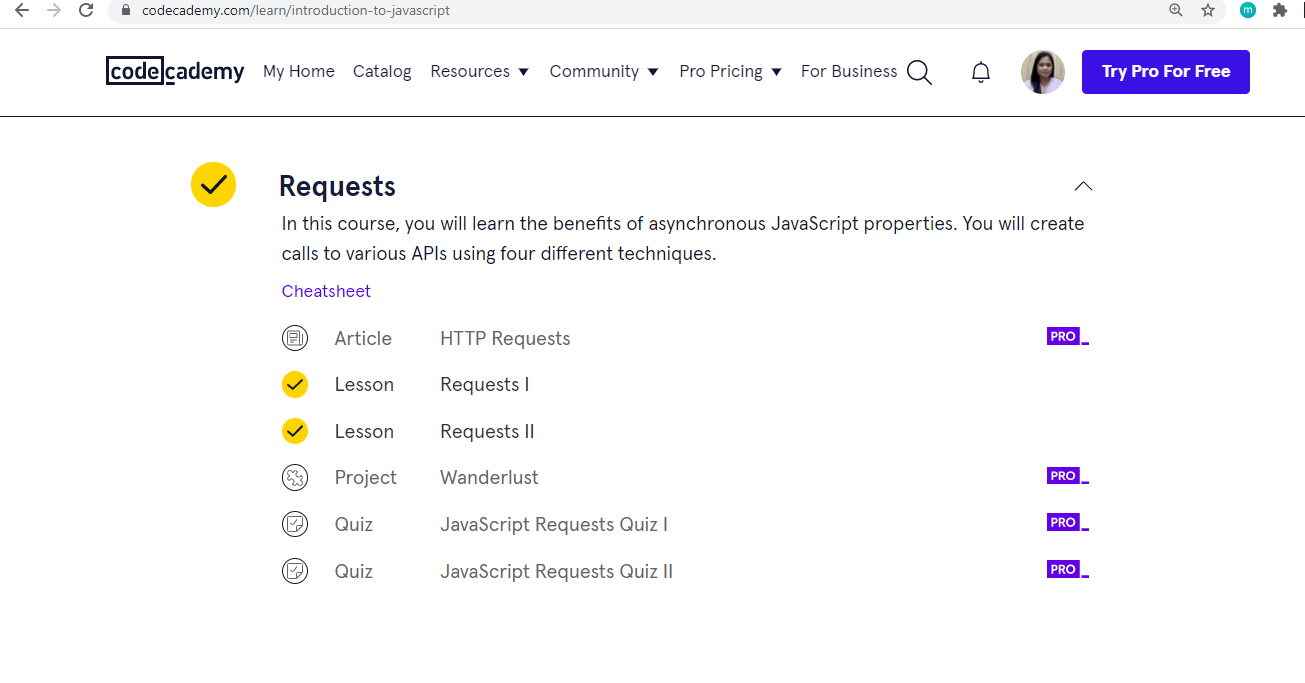 codecademy.com/learn/introduction-to-javascript
m
codecademy My Home Catalog Resources Community Pro Pricing For Business Try Pro For Free
Requests
In this course, you will learn the benefits of asynchronous JavaScript properties. You will create
calls to various APIs using four different techniques.
Cheatsheet
Article HTTP Requests PRO
Lesson Requests I
Lesson Requests II
Project Wanderlust PRO
Quiz JavaScript Requests Quiz I PRO
Quiz JavaScript Requests Quiz II PRO